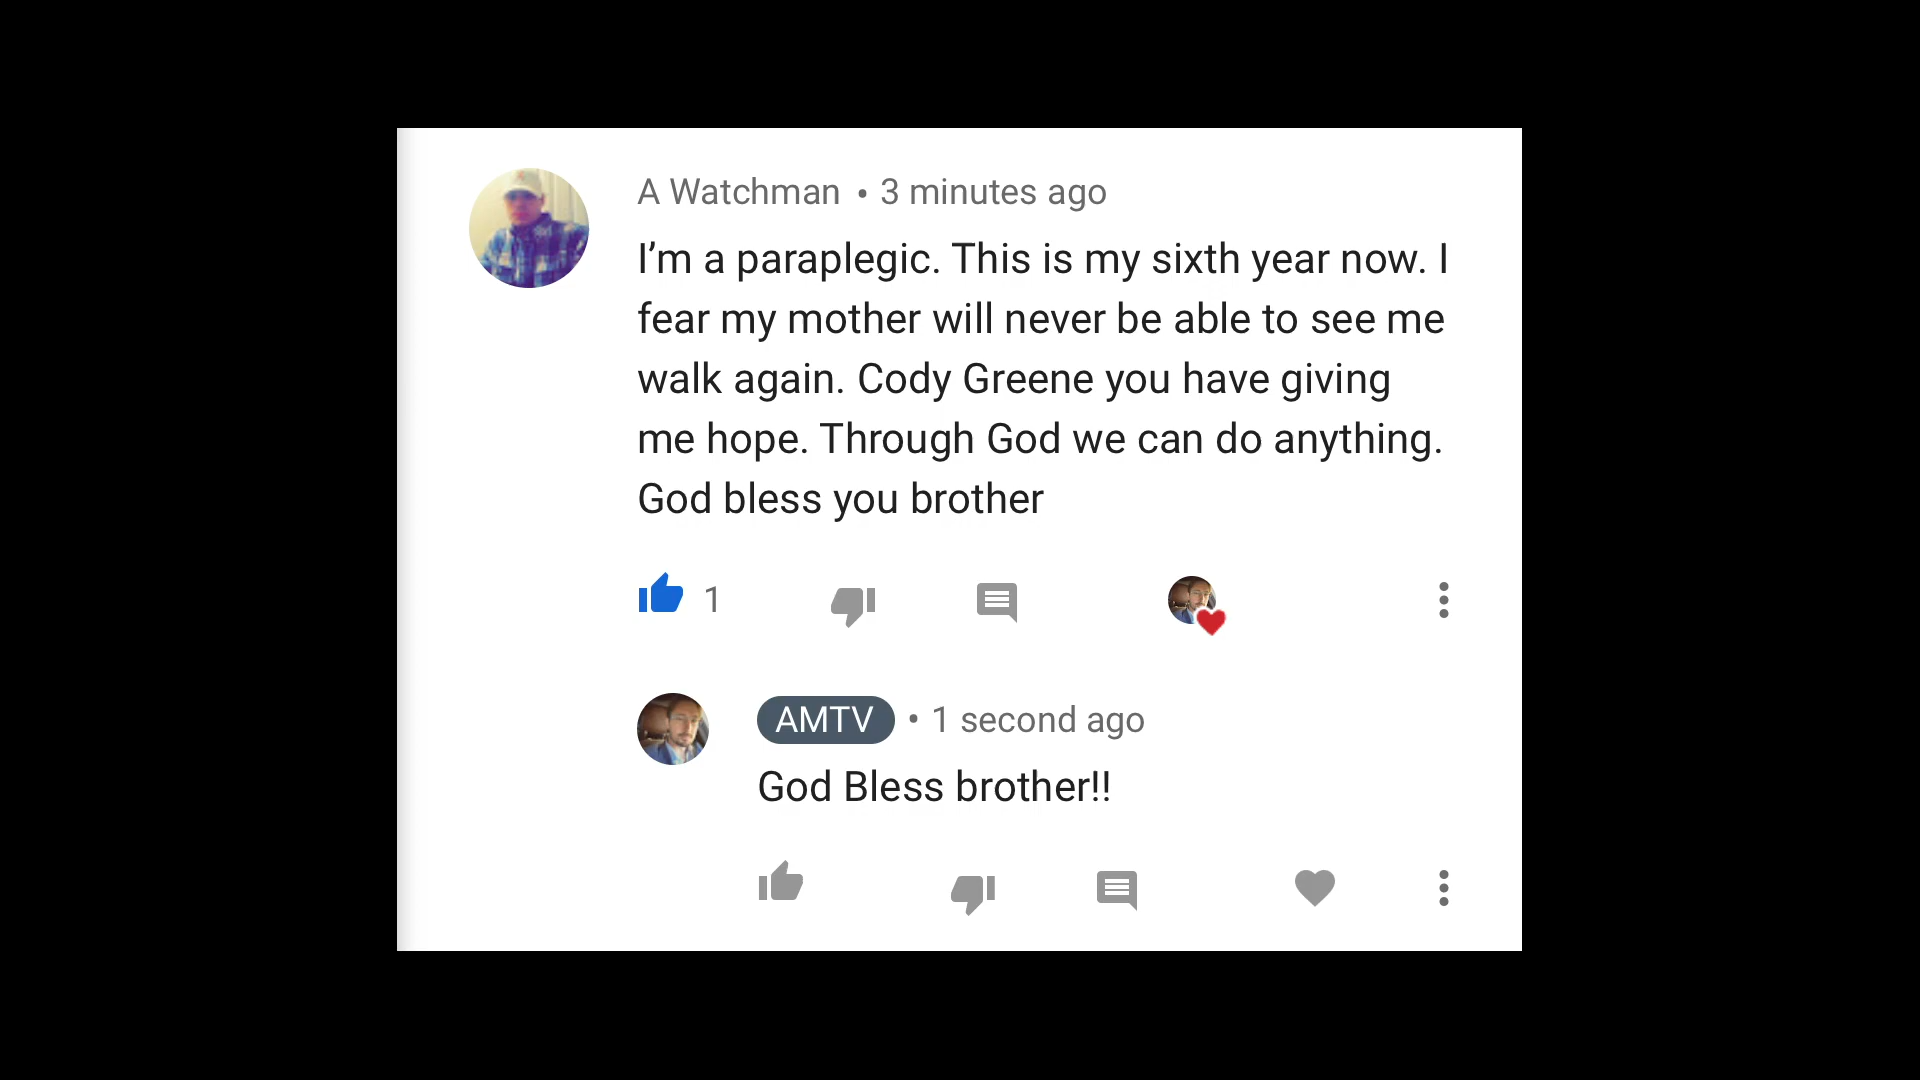 A Watchman • 3 minutes ago
I’m a paraplegic. This is my sixth year now. I
fear my mother will never be able to see me
walk again. Cody Greene you have giving
me hope. Through God we can do anything.
God bless you brother
1
AMTV • 1 second ago
God Bless brother!!